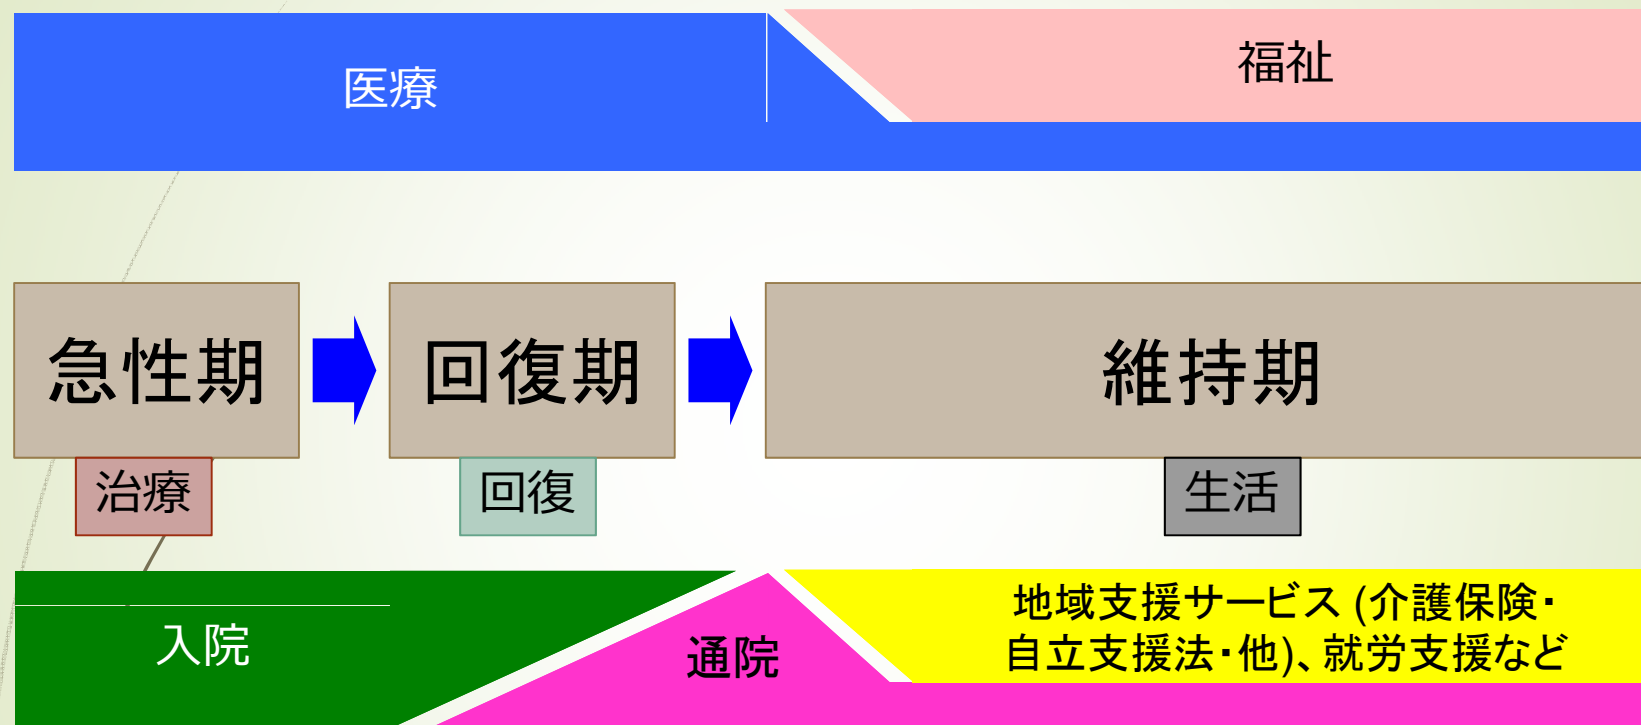 医療
福祉
急性期
回復期
維持期
治療
回復
生活
入院
通院
地域支援サービス (介護保険・
自立支援法・他)、就労支援など